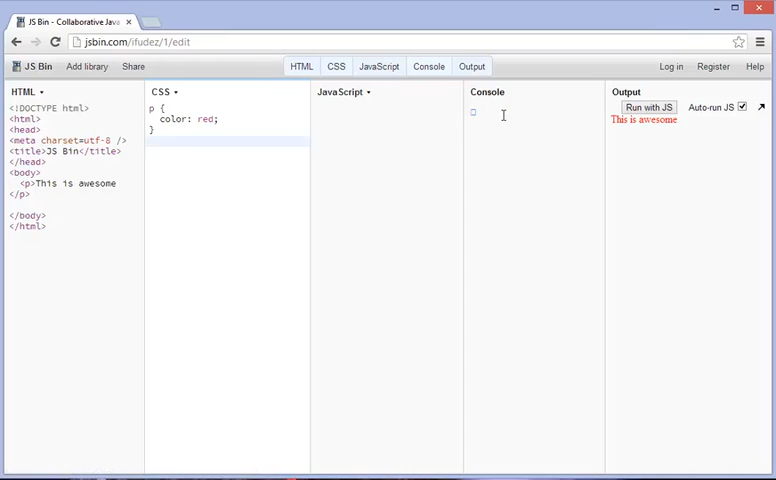 JS Bin - Collaborative Java
jsbin.com/ifudez/1/edit
JS Bin Add library Share HTML CSS JavaScript Console Output Log in Register Help
HTML
<!DOCTYPE html>
<html>
<head>
<meta charset=utf-8 />
<title>JS Bin</title>
</head>
<body>
<p>This is awesome
</p>
</body>
</html>
CSS
p {
color: red;
}
JavaScript
Console
Output
Run with JS Auto-run JS
This is awesome